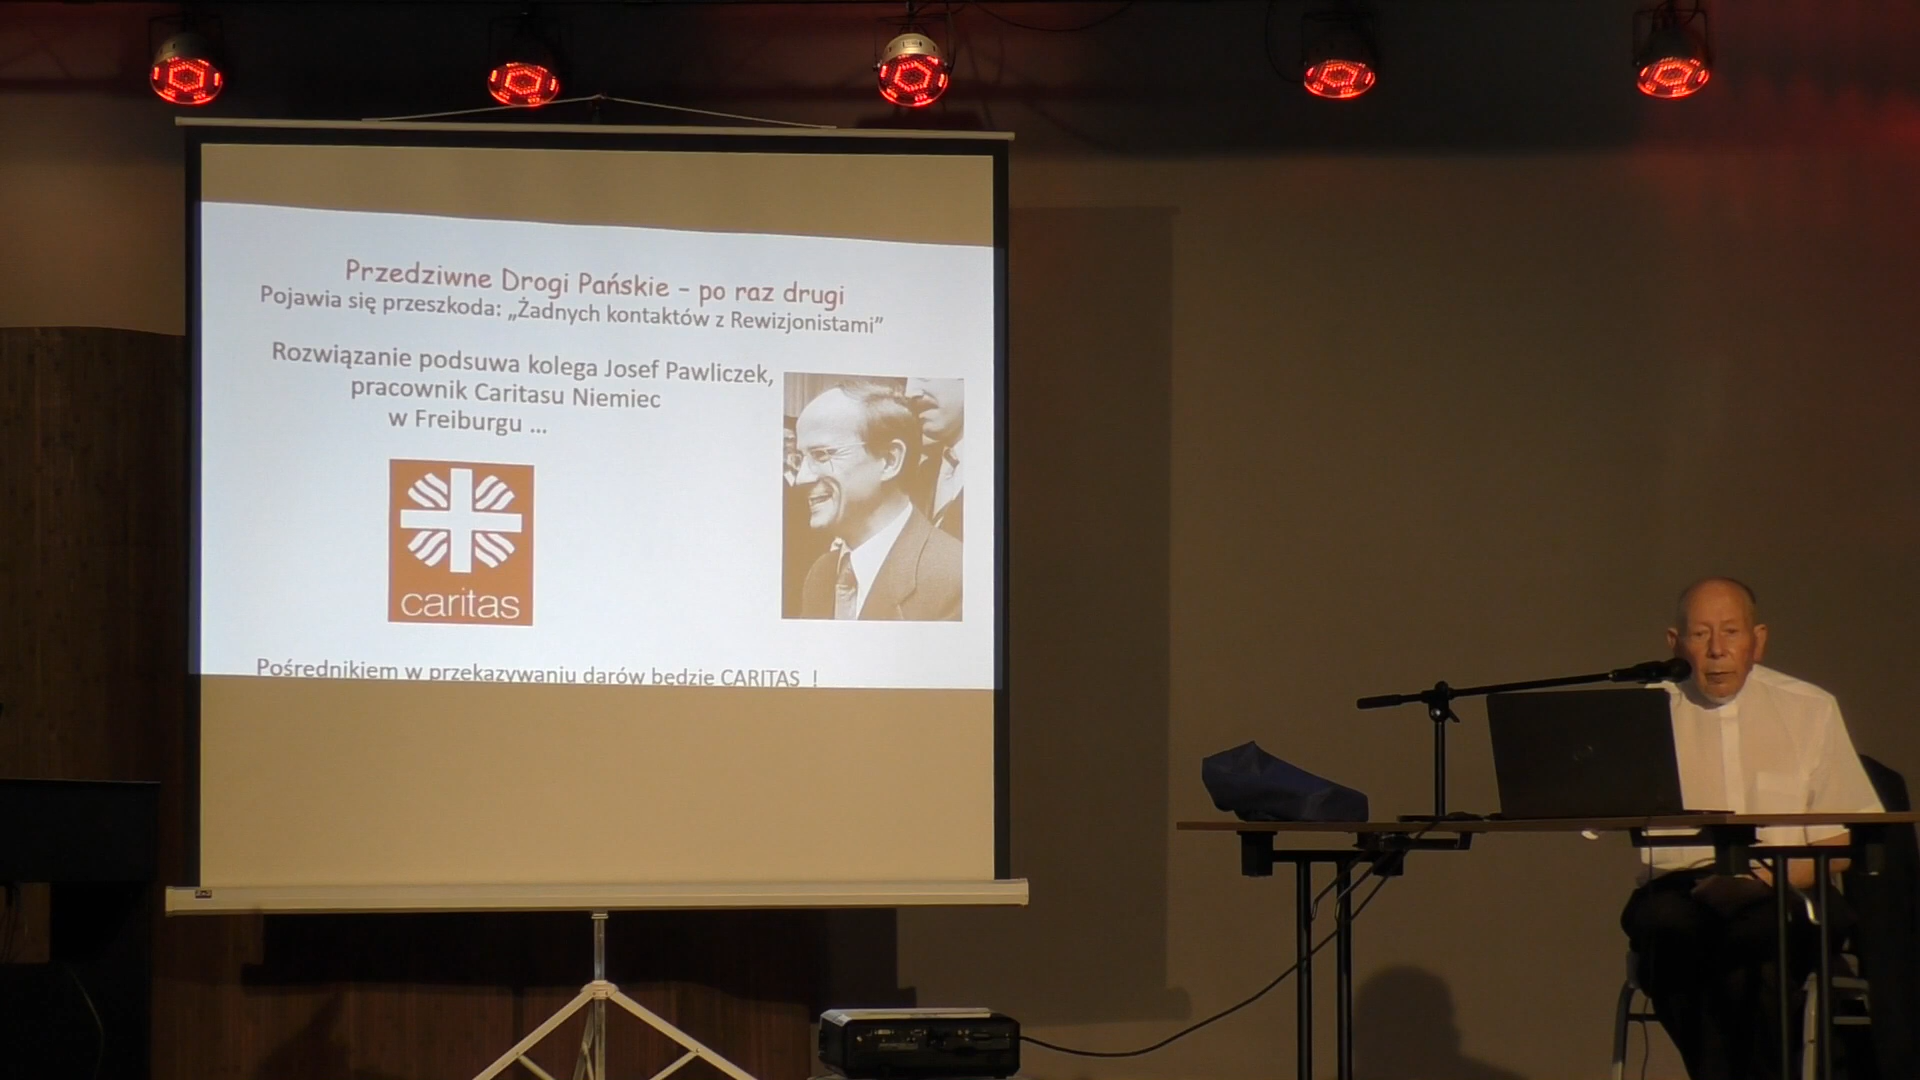 Przedziwne Drogi Pańskie - po raz drugi
Pojawia się przeszkoda: „Żadnych kontaktów z Rewizjonistami”
Rozwiązanie podsuwa kolega Josef Pawliczek,
pracownik Caritasu Niemiec
w Freiburgu ...
caritas
Pośrednikiem w przekazywaniu darów będzie CARITAS !